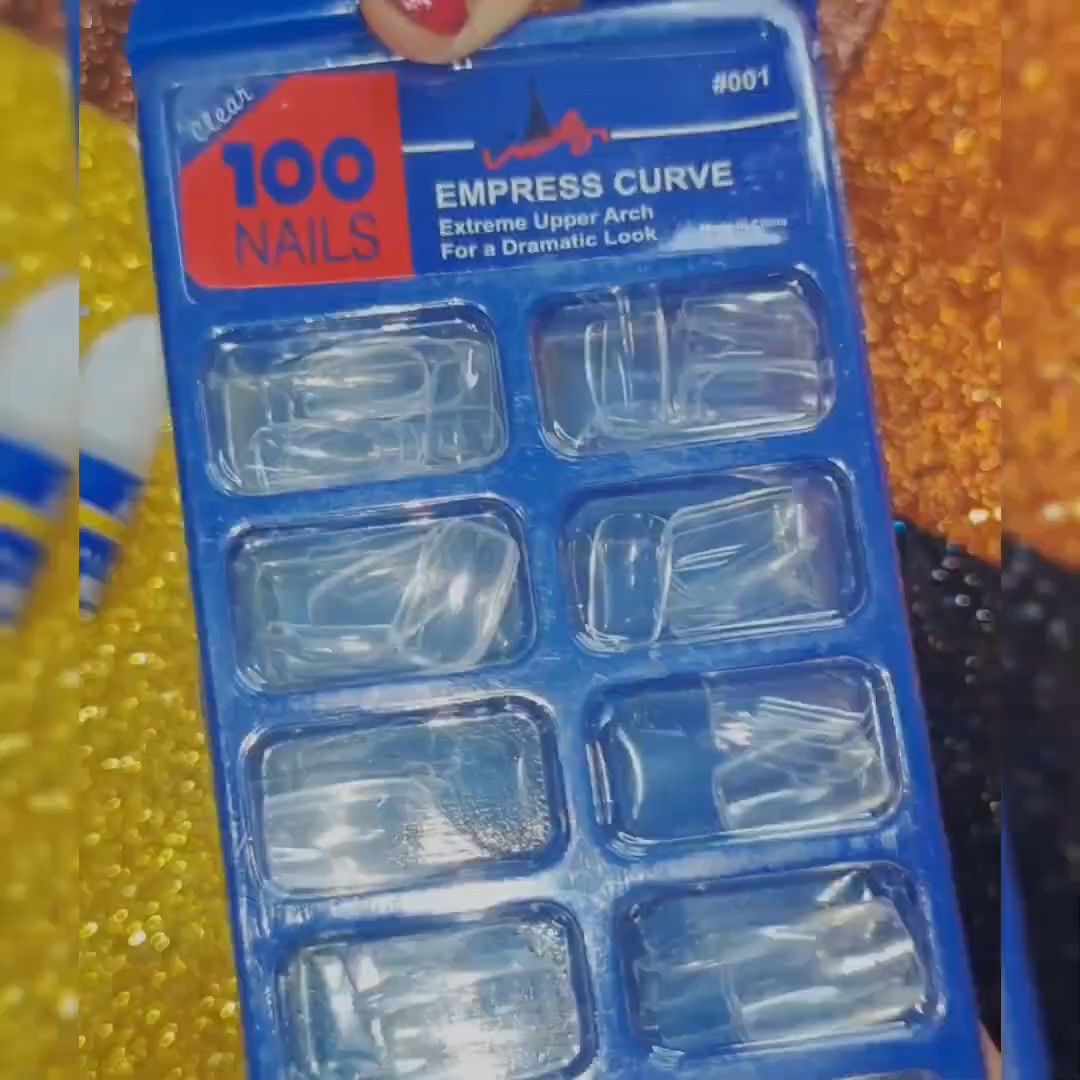 clear
100
NAILS
#001
EMPRESS CURVE
Extreme Upper Arch
For a Dramatic Look